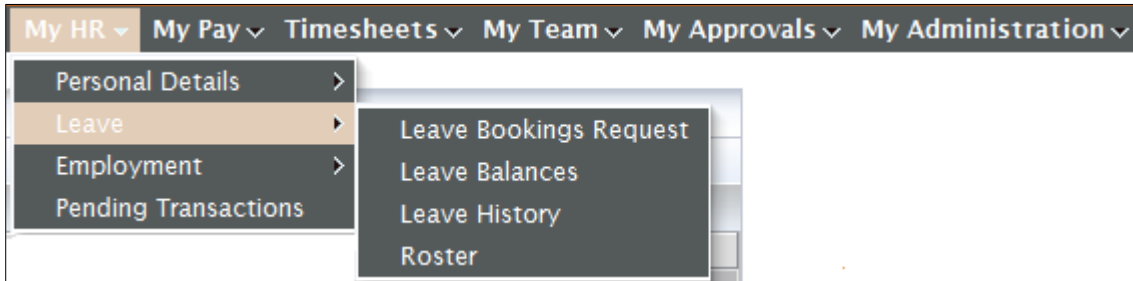 My HR My Pay Timesheets My Team My Approvals My Administration
Personal Details
Leave
Employment
Pending Transactions
Leave Bookings Request
Leave Balances
Leave History
Roster